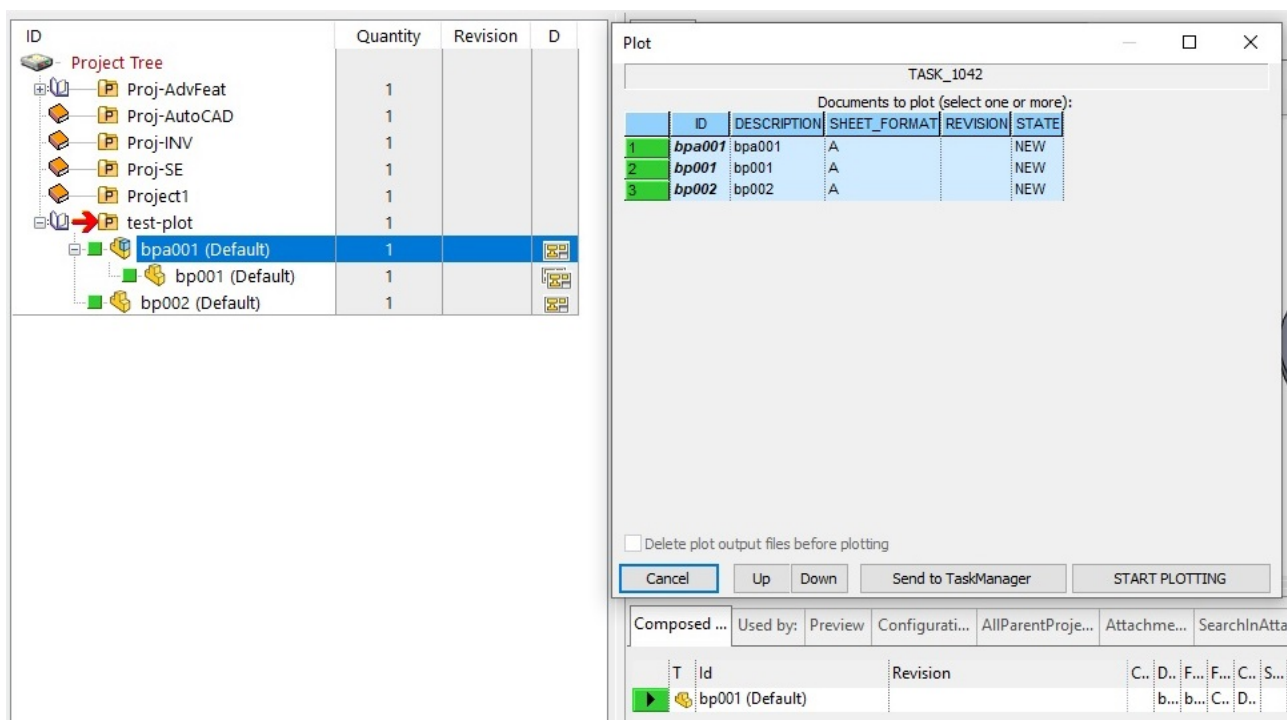 ID Quantity Revision D
Project Tree
Proj-AdvFeat 1
Proj-AutoCAD 1
Proj-INV 1
Proj-SE 1
Project1 1
test-plot 1
bpa001 (Default) 1
bp001 (Default) 1
bp002 (Default) 1
Plot
TASK_1042
Documents to plot (select one or more):
ID DESCRIPTION SHEET_FORMAT REVISION STATE
1 bpa001 bpa001 A NEW
2 bp001 bp001 A NEW
3 bp002 bp002 A NEW
Delete plot output files before plotting
Cancel Up Down Send to TaskManager START PLOTTING
Composed ... Used by: Preview Configurati... AllParentProje... Attachme... SearchInAtta
T Id Revision C.. D.. F... F... C.. S...
bp001 (Default) b... b... C.. D..